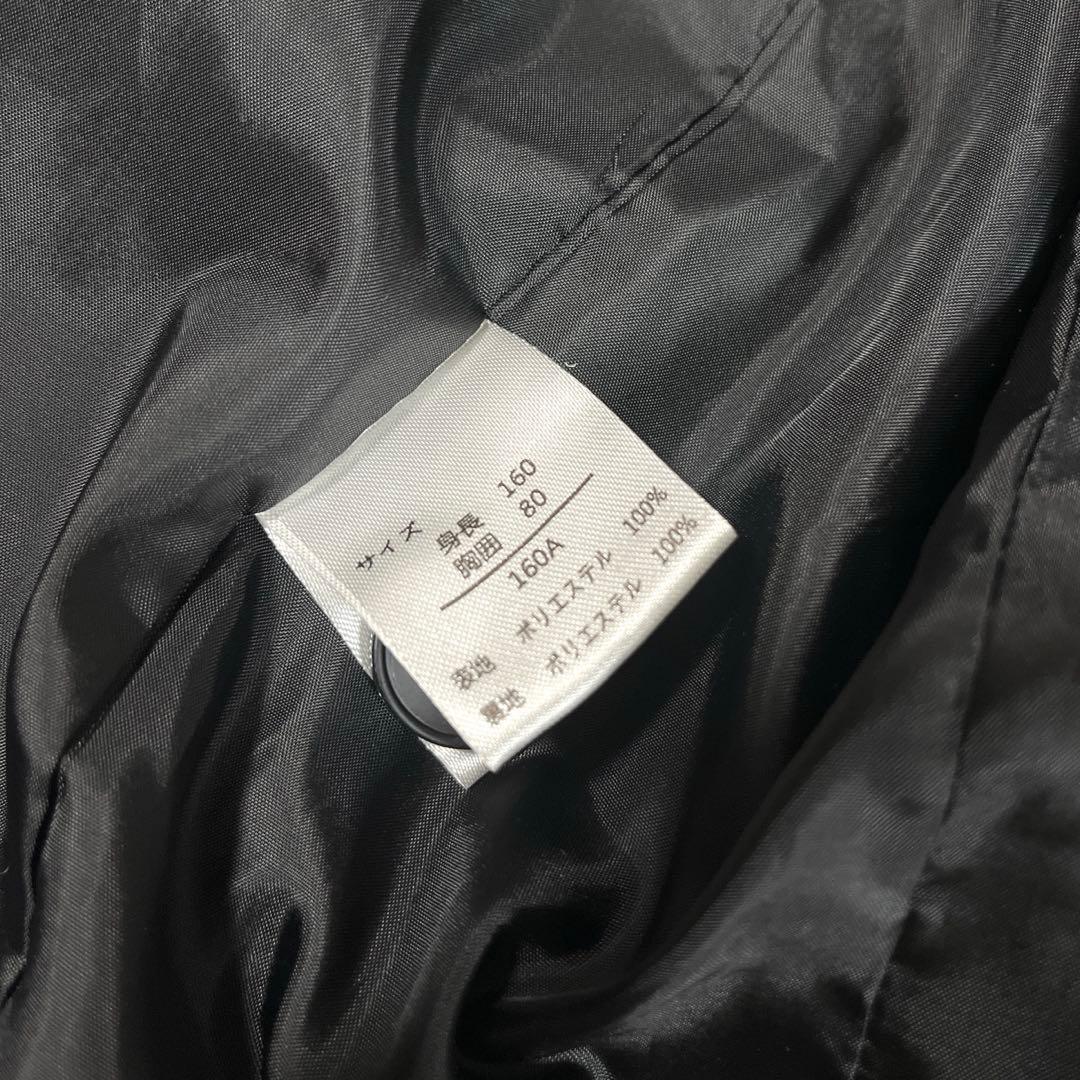 サイズ
身長 160
胸囲 80
160A
表地 ポリエステル 100%
裏地 ポリエステル 100%